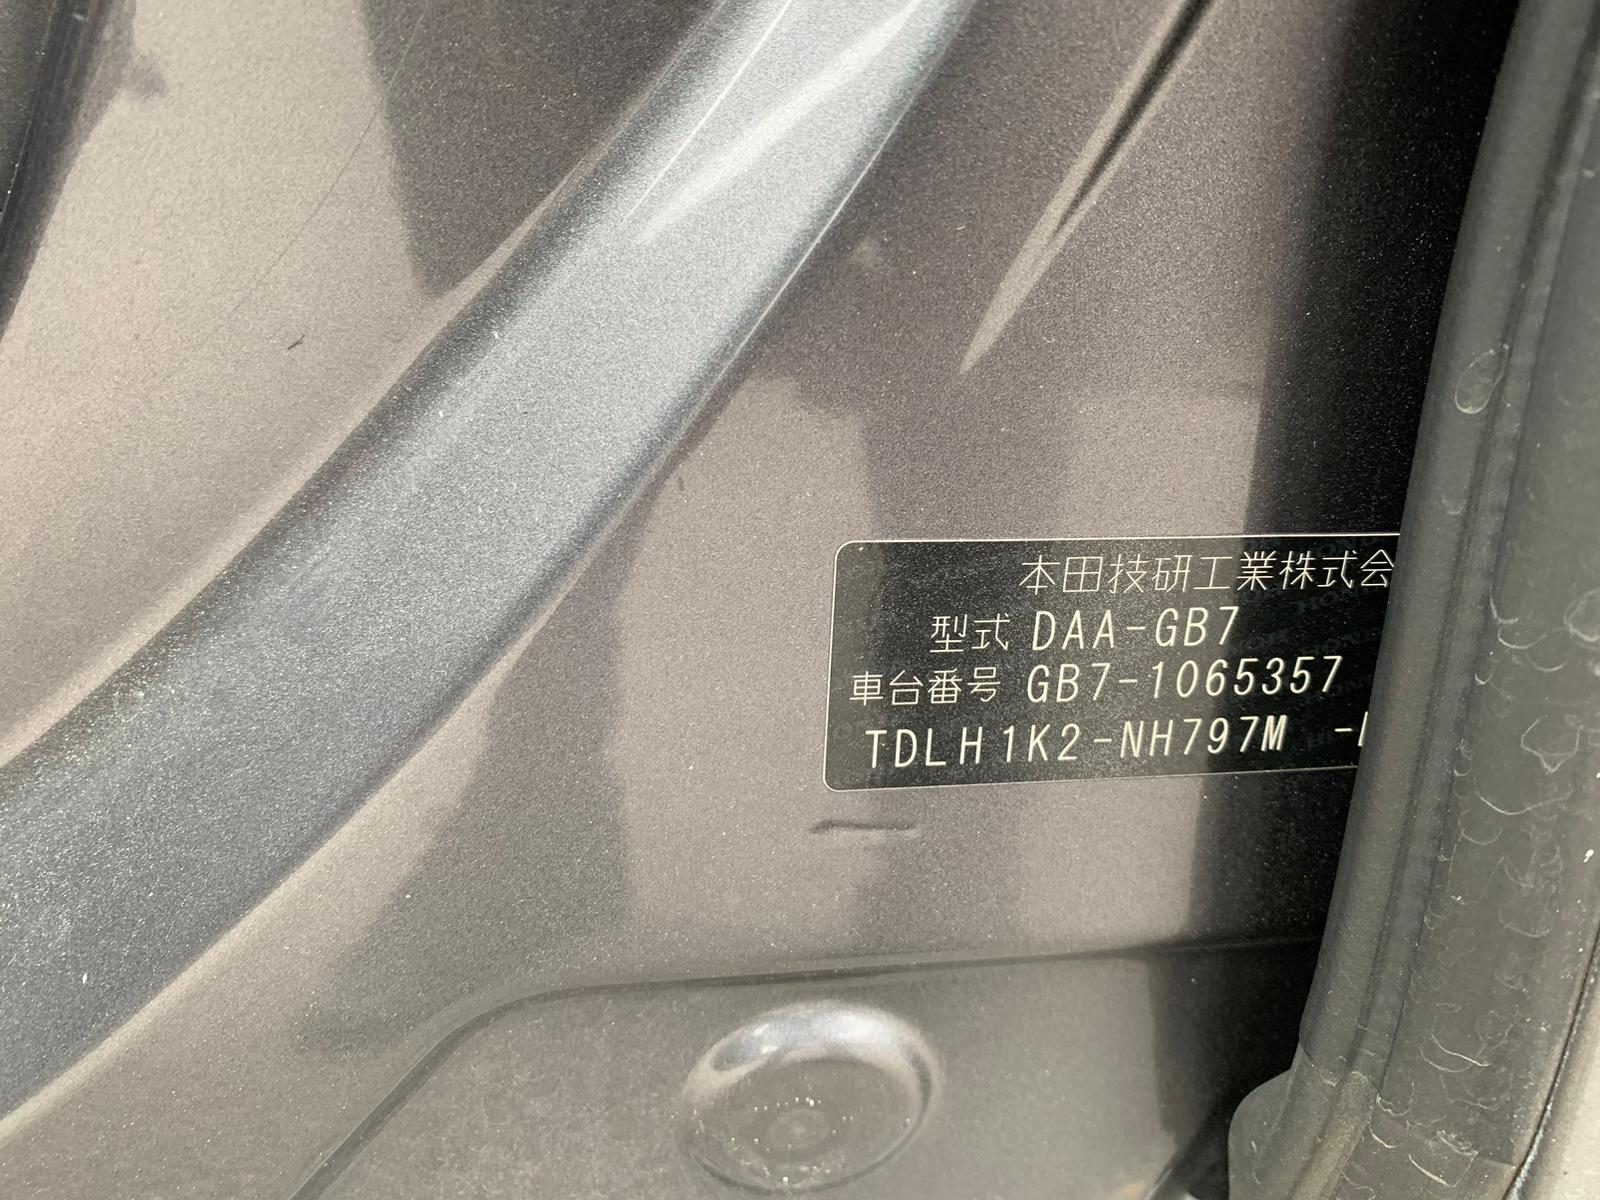 本田技研工業株式会
型式 DAA-GB7
車台番号 GB7-1065357
TDLH1K2-NH797M -